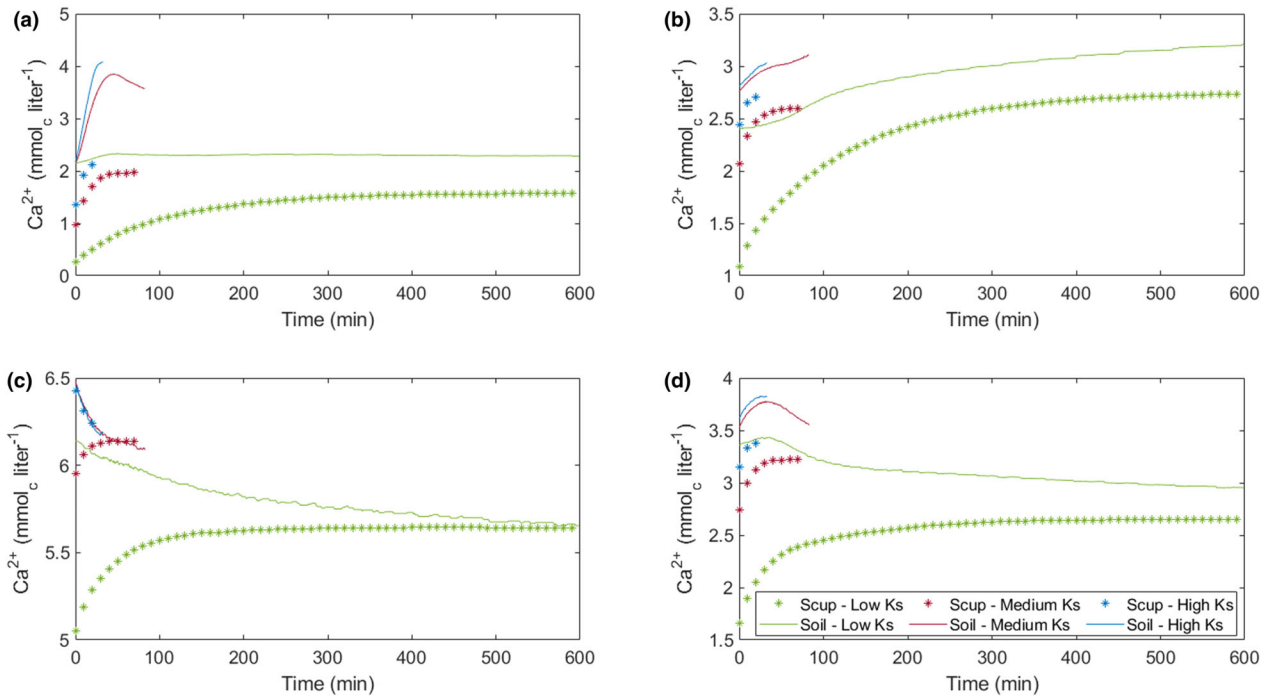 (a)
5
4
3
2
1
0
Ca2+ (mmolc liter-1)
0 100 200 300 400 500 600
Time (min)
(b)
3.5
3
2.5
2
1.5
1
Ca2+ (mmolc liter-1)
0 100 200 300 400 500 600
Time (min)
(c)
6.5
6
5.5
5
Ca2+ (mmolc liter-1)
0 100 200 300 400 500 600
Time (min)
(d)
4
3.5
3
2.5
2
1.5
Ca2+ (mmolc liter-1)
Scup - Low Ks Scup - Medium Ks Scup - High Ks
Soil - Low Ks Soil - Medium Ks Soil - High Ks
0 100 200 300 400 500 600
Time (min)